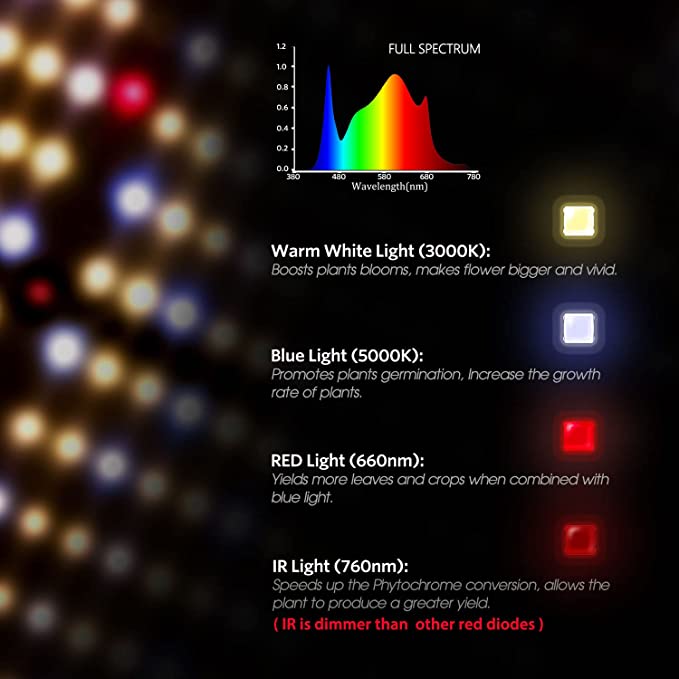 FULL SPECTRUM
1.2
1.0
0.8
0.6
0.4
0.2
0.0
380 480 580 680 780
Wavelength(nm)
Warm White Light (3000K):
Boosts plants blooms, makes flower bigger and vivid.
Blue Light (5000K):
Promotes plants germination, Increase the growth
rate of plants.
RED Light (660nm):
Yields more leaves and crops when combined with
blue light.
IR Light (760nm):
Speeds up the Phytochrome conversion, allows the
plant to produce a greater yield.
( IR is dimmer than other red diodes )